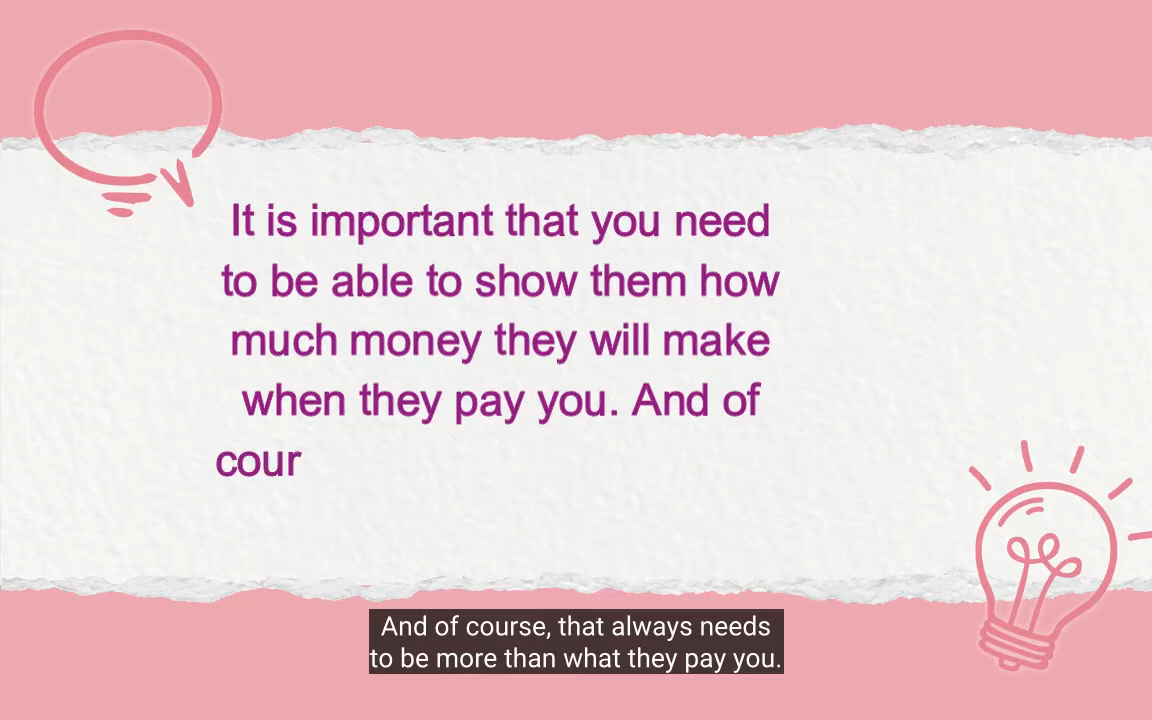 It is important that you need
to be able to show them how
much money they will make
when they pay you. And of
cour
And of course, that always needs
to be more than what they pay you.